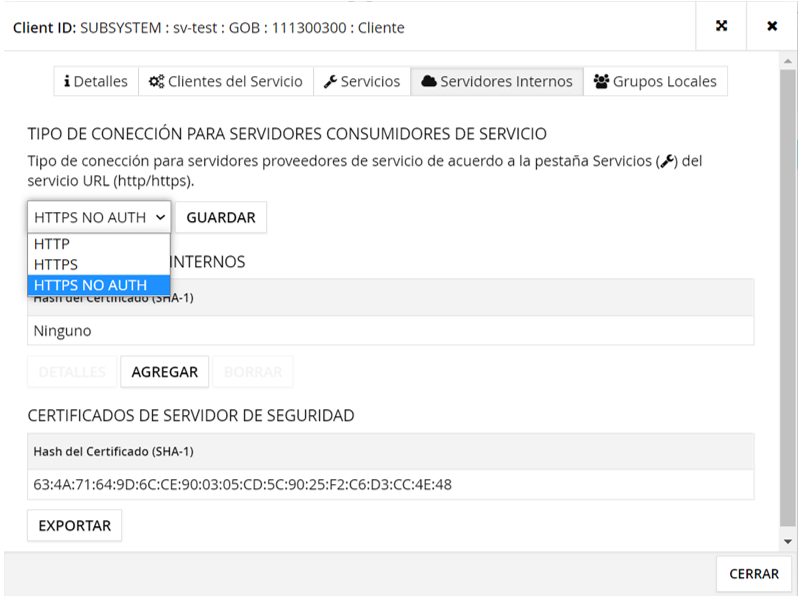 Client ID: SUBSYSTEM : sv-test : GOB : 111300300 : Cliente
Detalles
Clientes del Servicio
Servicios
Servidores Internos
Grupos Locales
TIPO DE CONECCIÓN PARA SERVIDORES CONSUMIDORES DE SERVICIO
Tipo de conección para servidores proveedores de servicio de acuerdo a la pestaña Servicios () del
servicio URL (http/https).
HTTPS NO AUTH
GUARDAR
HTTP
HTTPS
HTTPS NO AUTH
INTERNOS
Hash del Certificado (SHA-1)
Ninguno
DETALLES
AGREGAR
BORRAR
CERTIFICADOS DE SERVIDOR DE SEGURIDAD
Hash del Certificado (SHA-1)
63:4A:71:64:9D:6C:CE:90:03:05:CD:5C:90:25:F2:C6:D3:CC:4E:48
EXPORTAR
CERRAR